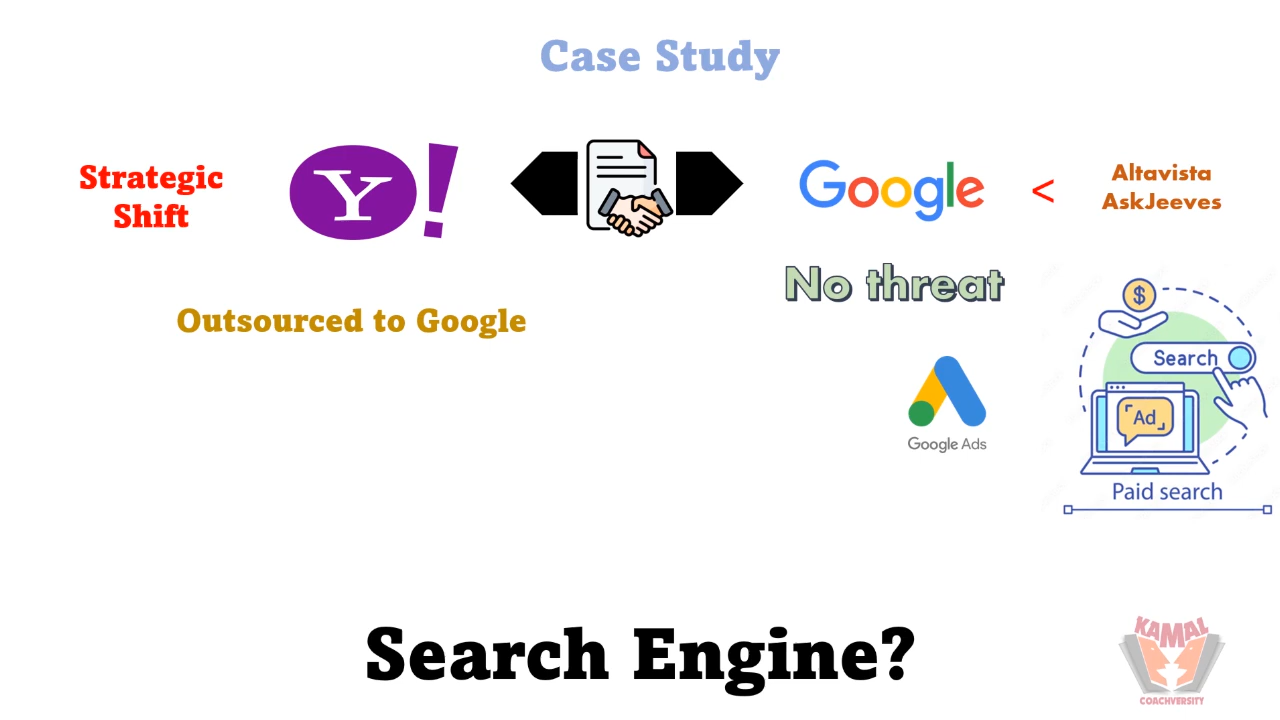 Case Study
Strategic
Shift
Y!
Google
<
Altavista
AskJeeves
No threat
Outsourced to Google
$
Search
Ad
Google Ads
Paid search
Search Engine?
KAMAL
COACHVERSITY